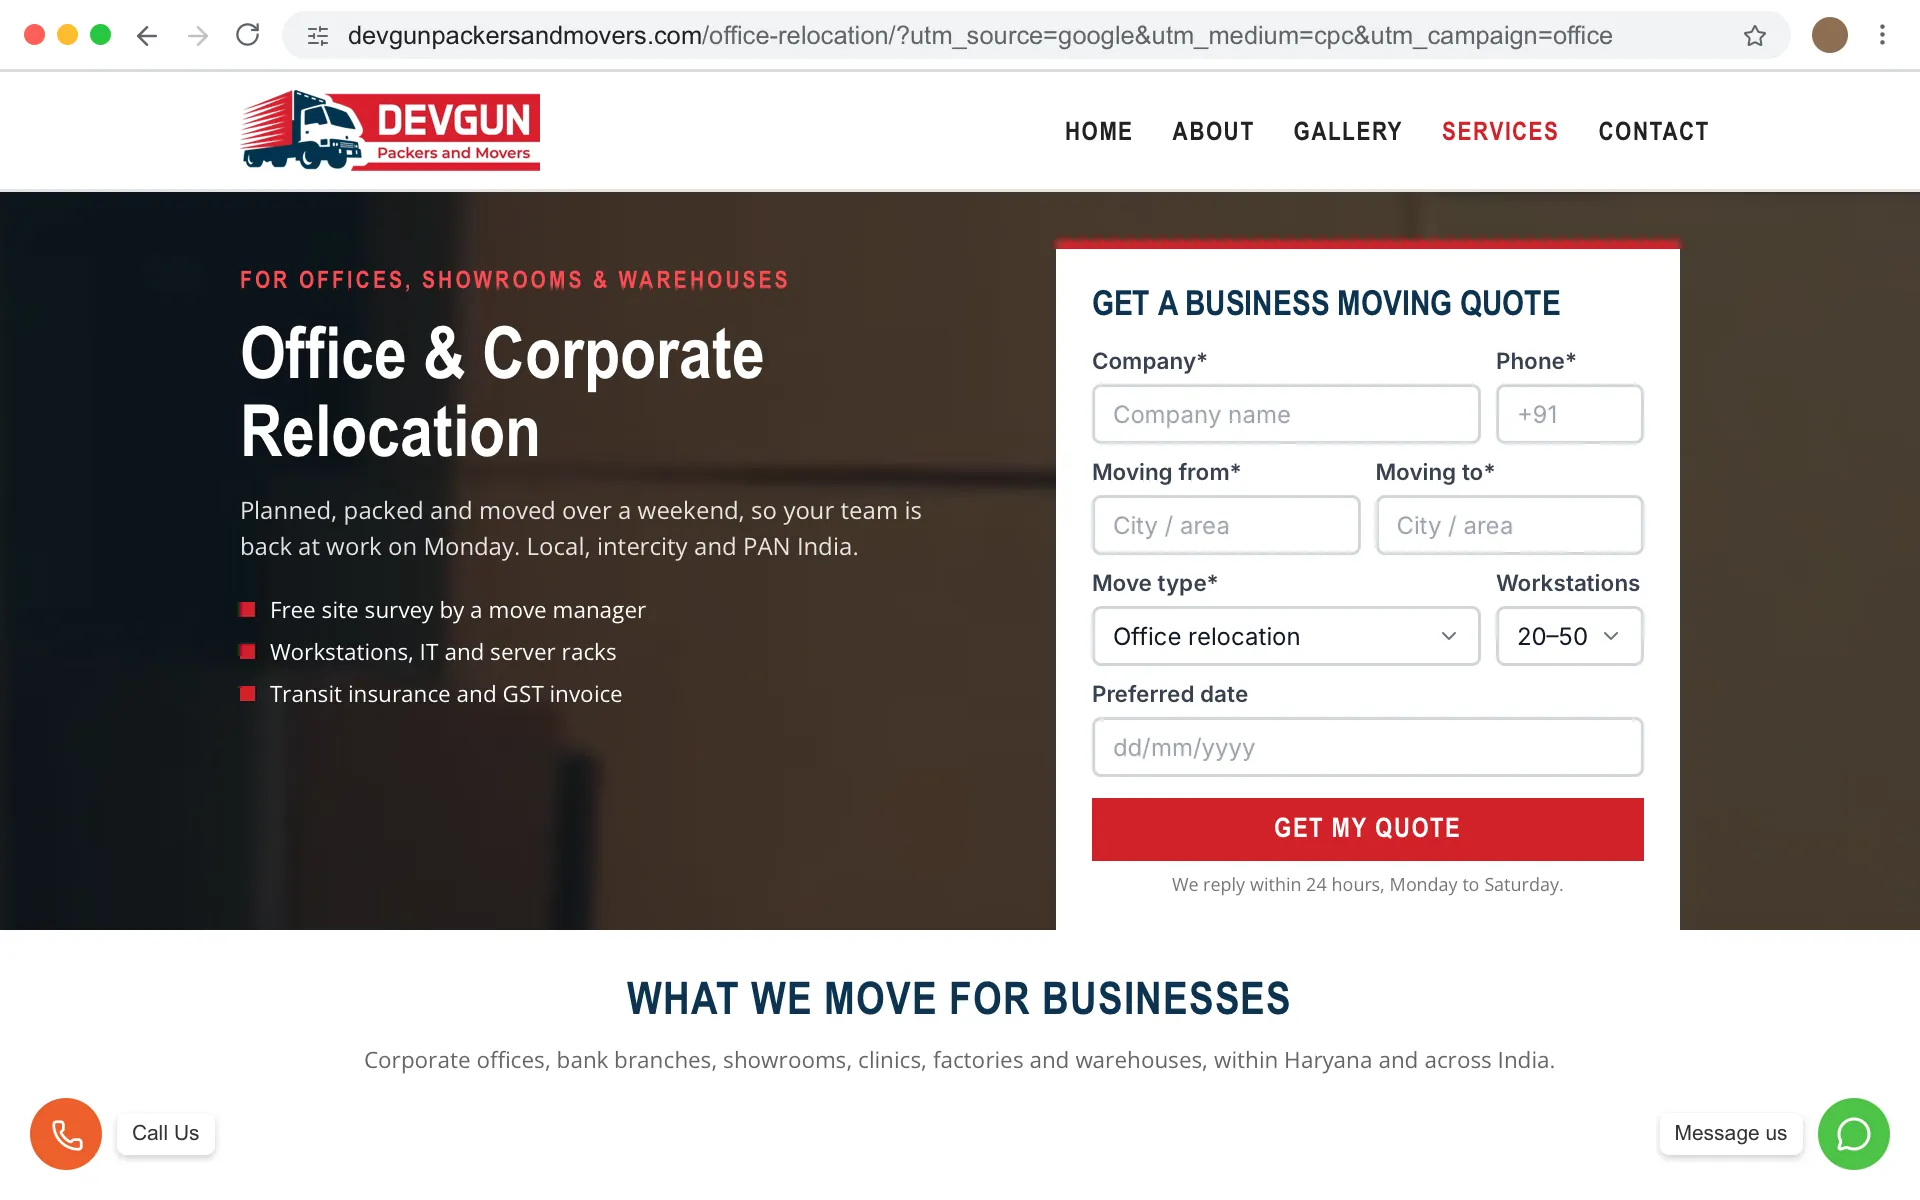 devgunpackersandmovers.com/office-relocation/?utm_source=google&utm_medium=cpc&utm_campaign=office
DEVGUN
Packers and Movers
HOME ABOUT GALLERY SERVICES CONTACT
FOR OFFICES, SHOWROOMS & WAREHOUSES
Office & Corporate
Relocation
Planned, packed and moved over a weekend, so your team is
back at work on Monday. Local, intercity and PAN India.
Free site survey by a move manager
Workstations, IT and server racks
Transit insurance and GST invoice
GET A BUSINESS MOVING QUOTE
Company* Phone*
Company name +91
Moving from* Moving to*
City / area City / area
Move type* Workstations
Office relocation 20–50
Preferred date
dd/mm/yyyy
GET MY QUOTE
We reply within 24 hours, Monday to Saturday.
WHAT WE MOVE FOR BUSINESSES
Corporate offices, bank branches, showrooms, clinics, factories and warehouses, within Haryana and across India.
Call Us Message us